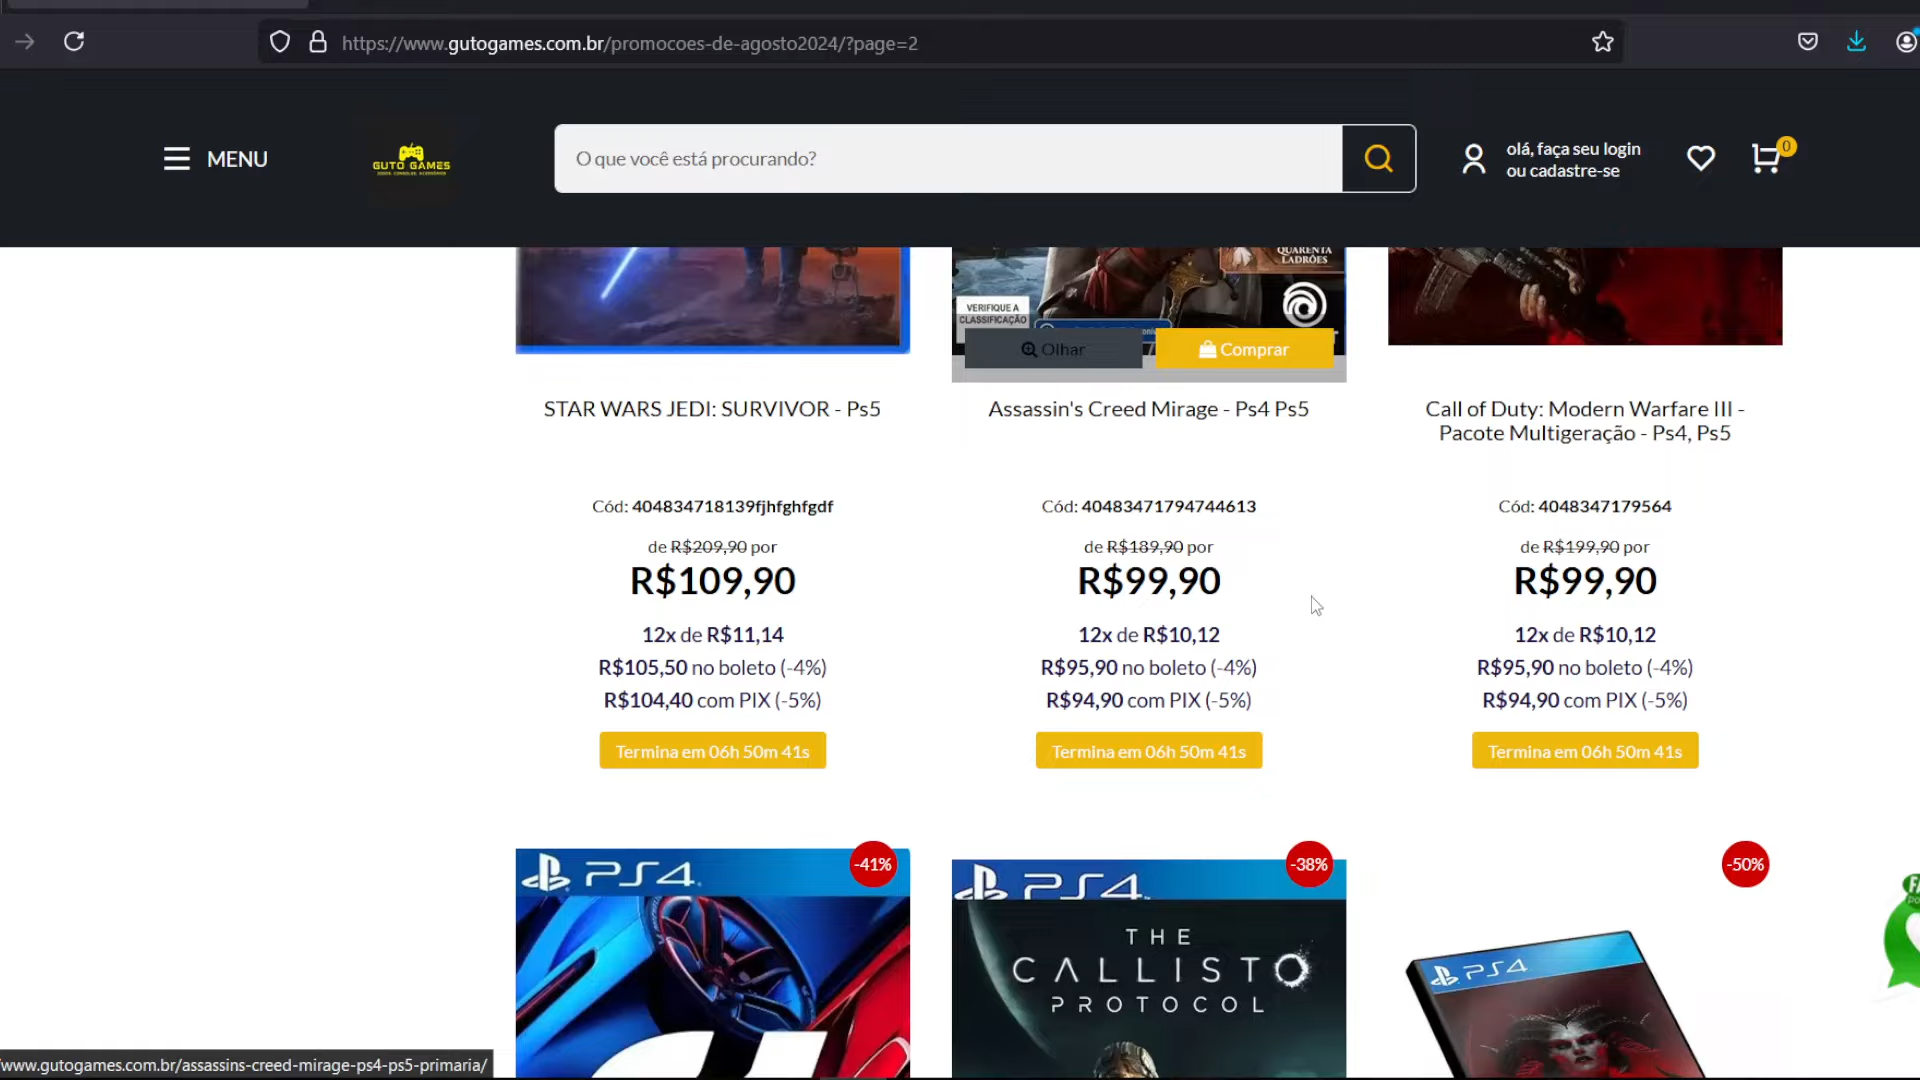 https://www.gutogames.com.br/promocoes-de-agosto2024/?page=2
MENU
GUTO GAMES
O que você está procurando?
olá, faça seu login
ou cadastre-se
0
QUARENTA
LADRÕES
VERIFIQUE A
CLASSIFICAÇÃO
Olhar
Comprar
STAR WARS JEDI: SURVIVOR - Ps5
Cód: 404834718139fjhfghfgdf
de R$209,90 por
R$109,90
12x de R$11,14
R$105,50 no boleto (-4%)
R$104,40 com PIX (-5%)
Termina em 06h 50m 41s
Assassin's Creed Mirage - Ps4 Ps5
Cód: 40483471794744613
de R$189,90 por
R$99,90
12x de R$10,12
R$95,90 no boleto (-4%)
R$94,90 com PIX (-5%)
Termina em 06h 50m 41s
Call of Duty: Modern Warfare III -
Pacote Multigeração - Ps4, Ps5
Cód: 4048347179564
de R$199,90 por
R$99,90
12x de R$10,12
R$95,90 no boleto (-4%)
R$94,90 com PIX (-5%)
Termina em 06h 50m 41s
PS4
-41%
PS4
-38%
THE
CALLISTO
PROTOCOL
-50%
PS4
www.gutogames.com.br/assassins-creed-mirage-ps4-ps5-primaria/